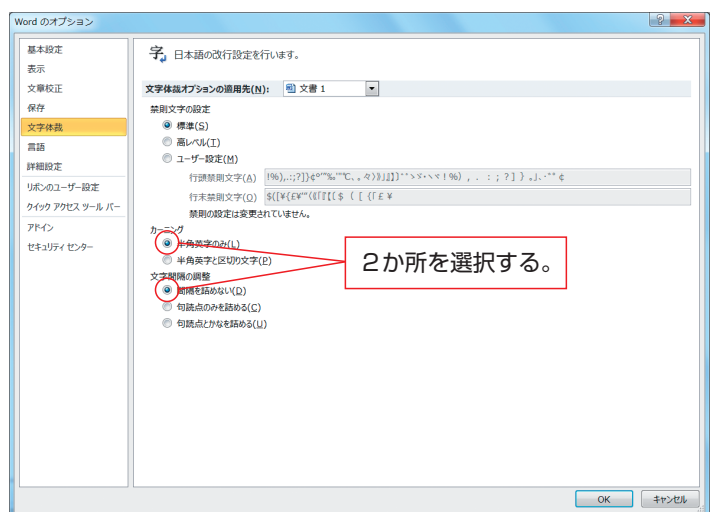 Word のオプション
基本設定
表示
文章校正
保存
文字体裁
言語
詳細設定
リボンのユーザー設定
クイック アクセス ツール バー
アドイン
セキュリティ センター
字 日本語の改行設定を行います。
文字体裁オプションの適用先(N): 文書 1
禁則文字の設定
標準(S)
高レベル(T)
ユーザー設定(M)
行頭禁則文字(A)
行末禁則文字(O)
禁則の設定は変更されていません。
カーニング
半角英字のみ(L)
半角英字と区切り文字(P)
２か所を選択する。
文字間隔の調整
間隔を詰めない(D)
句読点のみを詰める(C)
句読点とかなを詰める(U)
OK キャンセル